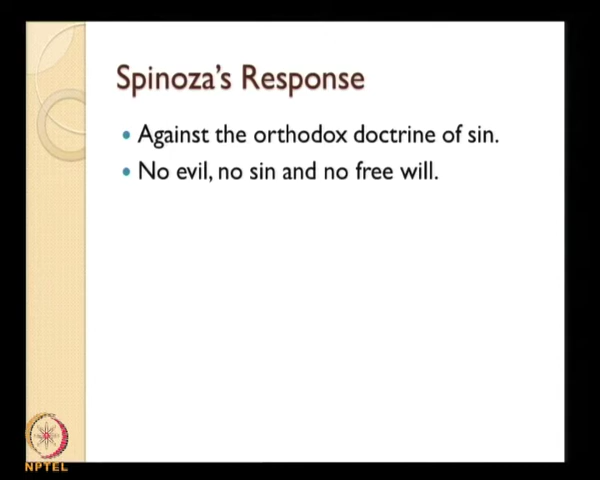 Spinoza's Response
• Against the orthodox doctrine of sin.
• No evil, no sin and no free will.
NPTEL